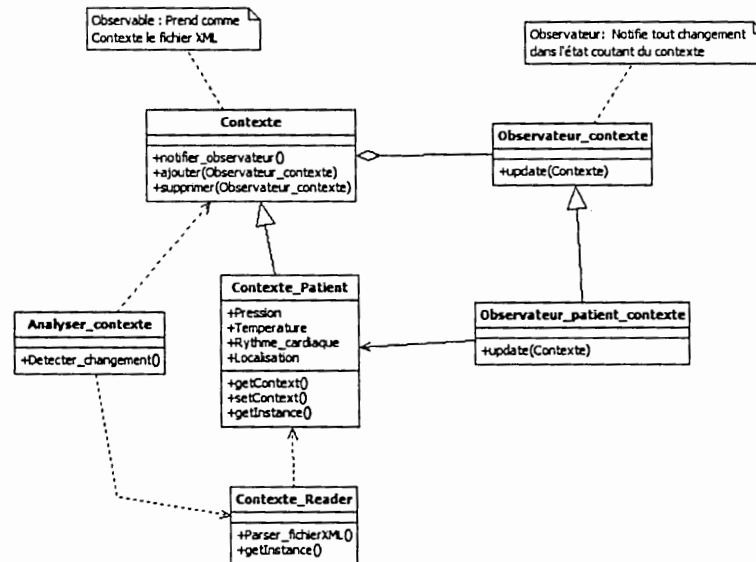 Observable : Prend comme
Contexte le fichier XML
Observateur: Notifie tout changement
dans l'état coutant du contexte
Contexte
+notifier_observateur()
+ajouter(Observateur_contexte)
+supprimer(Observateur_contexte)
Observateur_contexte
+update(Contexte)
Contexte_Patient
+Pression
+Temperature
+Rythme_cardiaque
+Localisation
+getContext()
+setContext()
+getInstance()
Analyser_contexte
+Detecter_changement()
Observateur_patient_contexte
+update(Contexte)
Contexte_Reader
+Parser_fichierXML()
+getInstance()